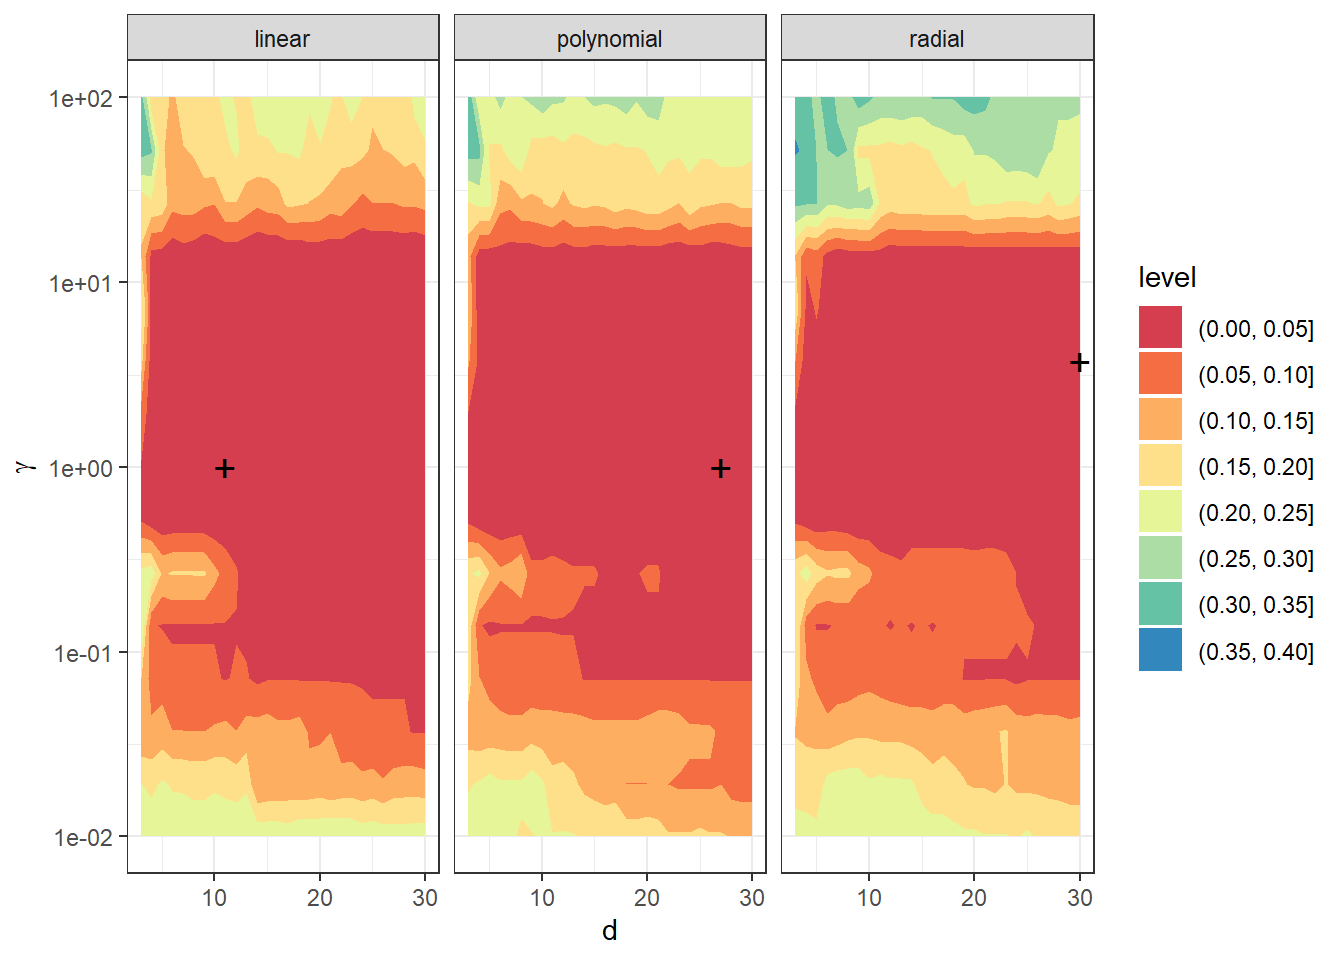 linear polynomial radial
1e+02
1e+01
1e+00
1e-01
1e-02
γ
10 20 30 10 20 30 10 20 30
d
level
(0.00, 0.05]
(0.05, 0.10]
(0.10, 0.15]
(0.15, 0.20]
(0.20, 0.25]
(0.25, 0.30]
(0.30, 0.35]
(0.35, 0.40]